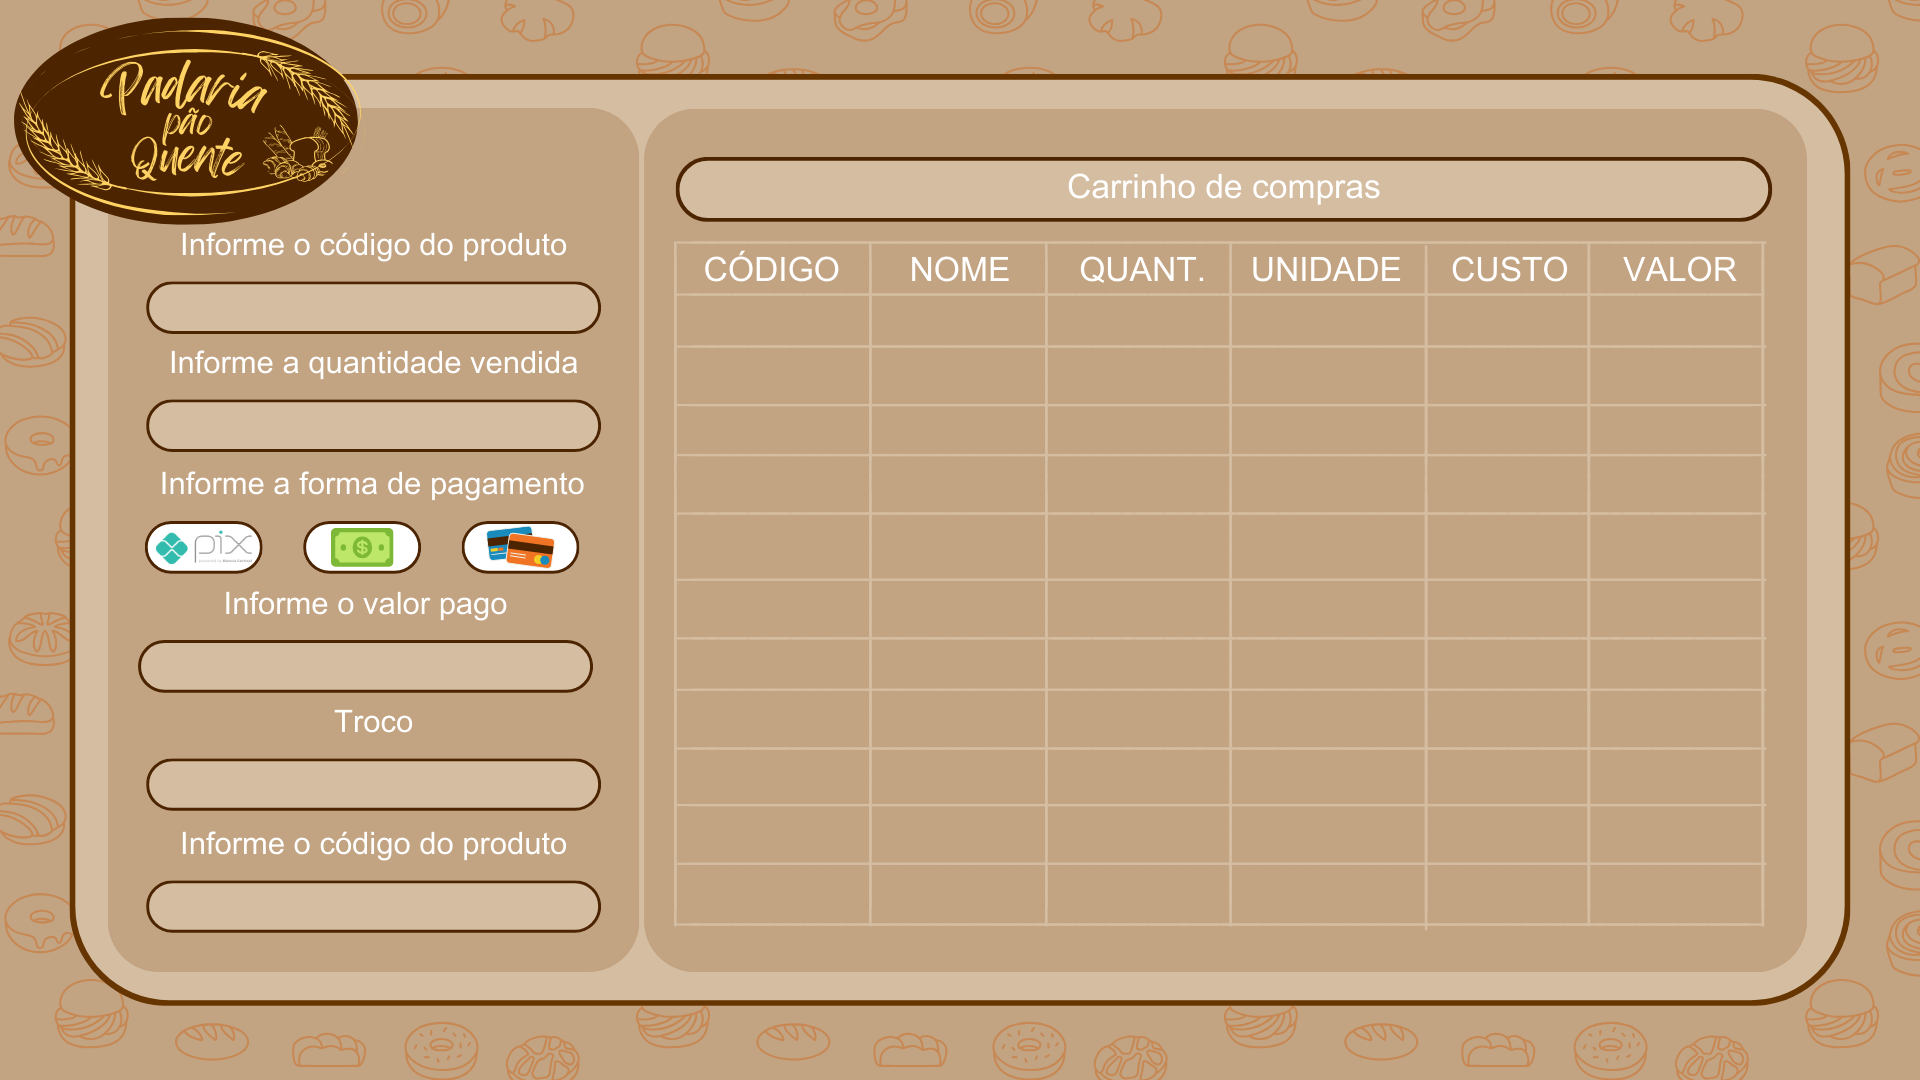 Padaria
pão
Quente
Informe o código do produto
Informe a quantidade vendida
Informe a forma de pagamento
pix
Informe o valor pago
Troco
Informe o código do produto
Carrinho de compras
CÓDIGO NOME QUANT. UNIDADE CUSTO VALOR